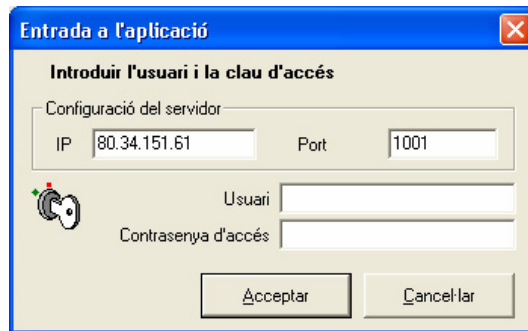 Entrada a l'aplicació
Introduir l'usuari i la clau d'accés
Configuració del servidor
IP 80.34.151.61 Port 1001
Usuari
Contrasenya d'accés
Acceptar Cancel·lar